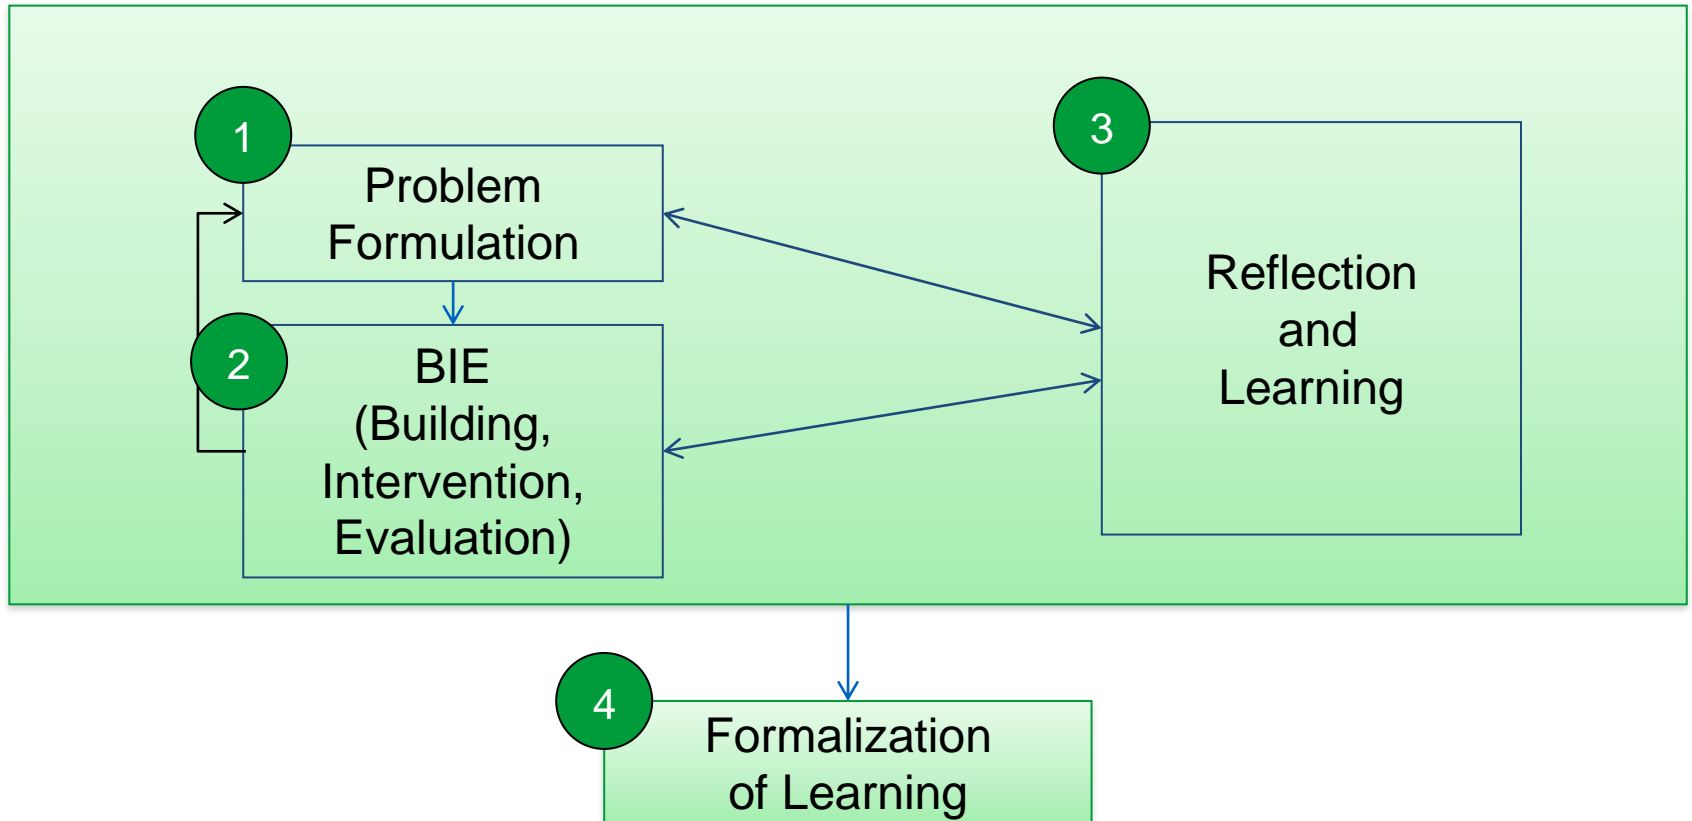 1
Problem
Formulation
2
BIE
(Building,
Intervention,
Evaluation)
3
Reflection
and
Learning
4
Formalization
of Learning